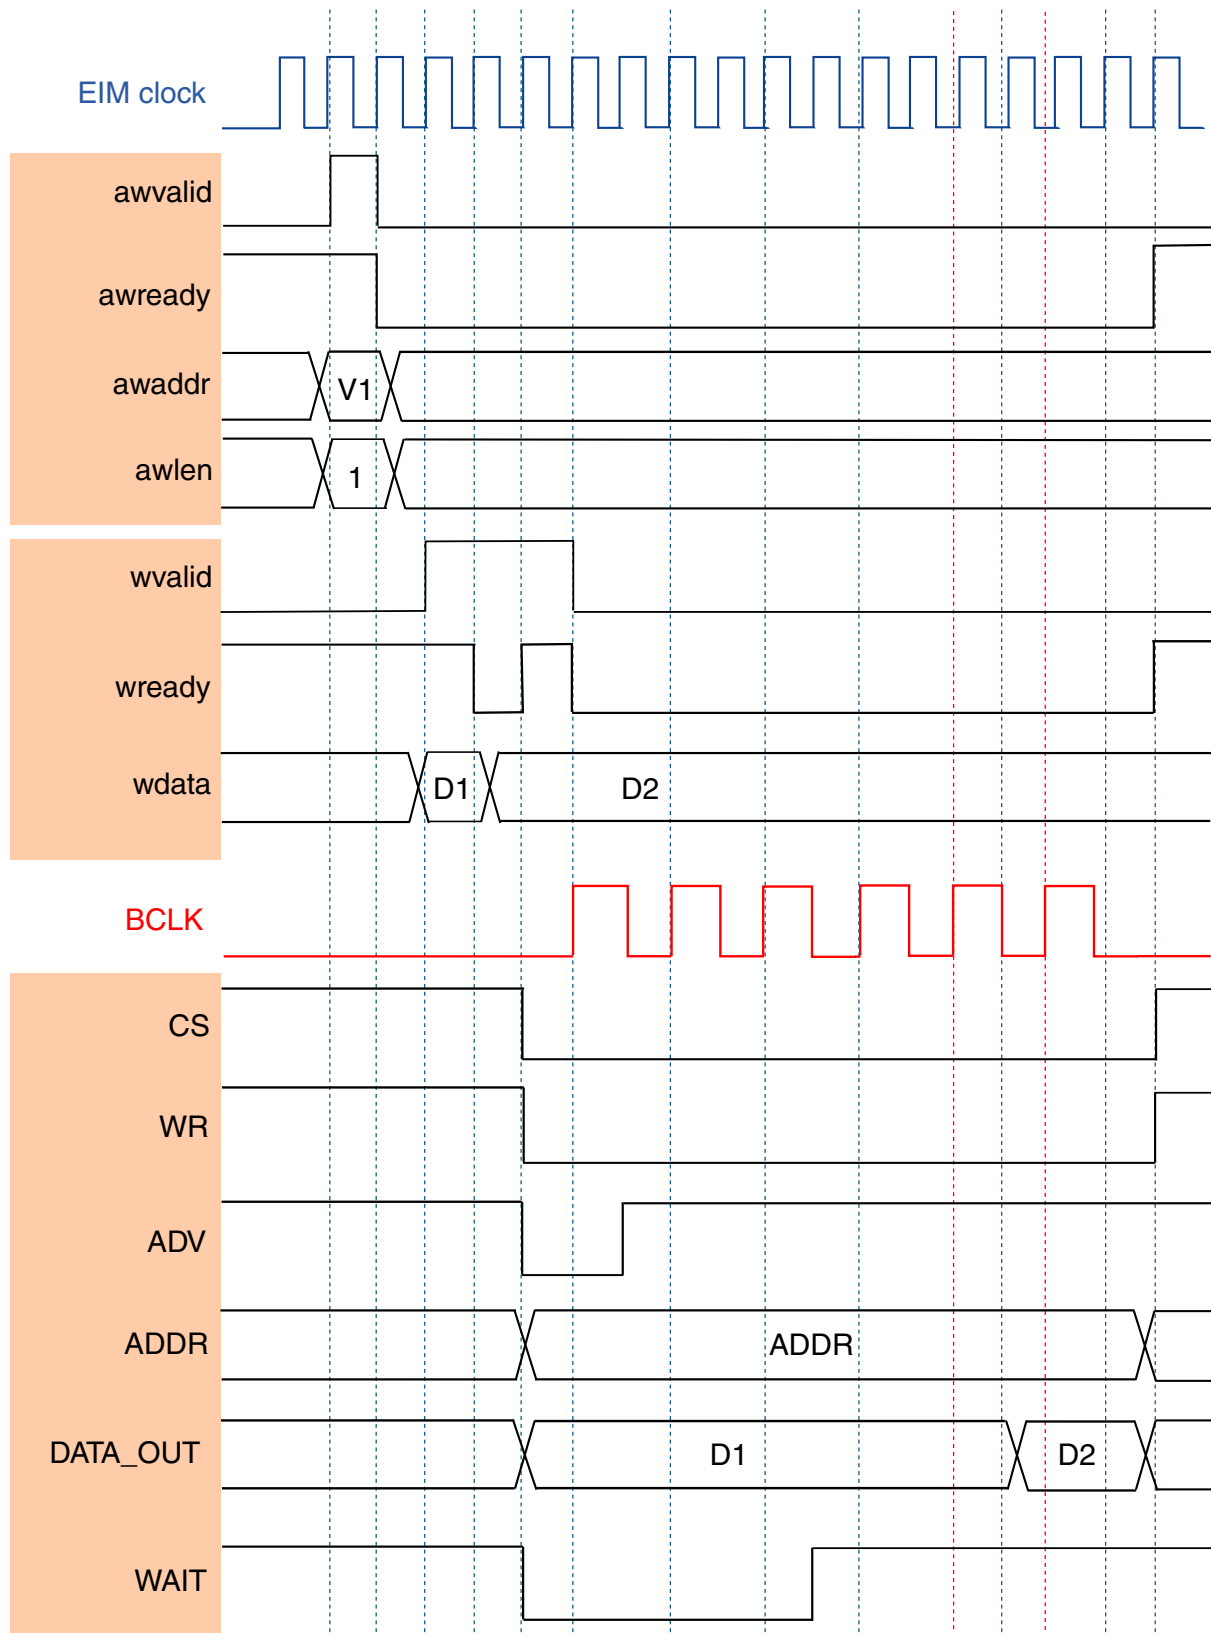 EIM clock
awvalid
awready
awaddr
V1
awlen
1
wvalid
wready
wdata
D1
D2
BCLK
CS
WR
ADV
ADDR
ADDR
DATA_OUT
D1
D2
WAIT